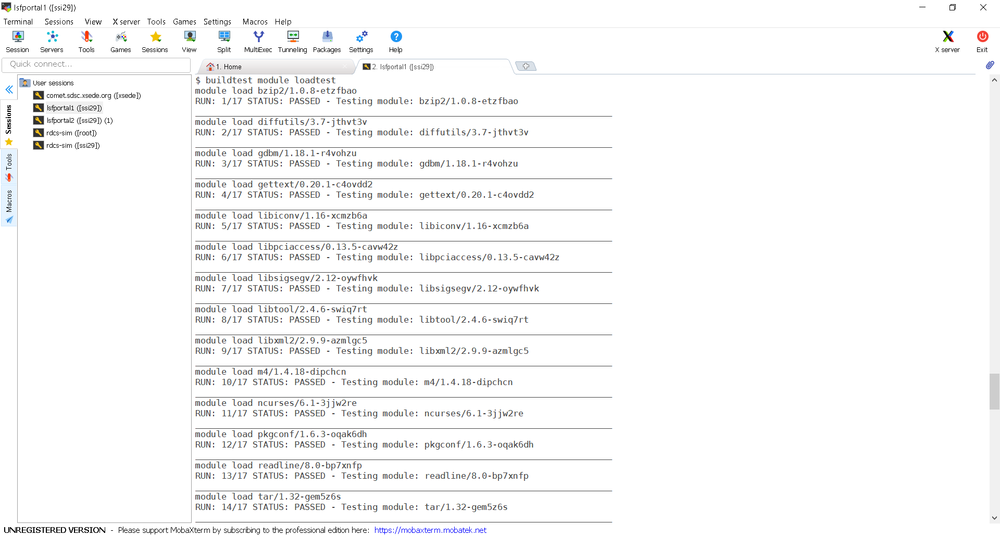 lsfportal1 ([ssi29])
Terminal Sessions View X server Tools Games Settings Macros Help
Session Servers Tools Games Sessions View Split MultiExec Tunneling Packages Settings Help X server Exit
Quick connect...
1. Home
2. lsfportal1 ([ssi29])
User sessions
comet.sdsc.xsede.org ([xsede])
lsfportal1 ([ssi29])
lsfportal2 ([ssi29]) (1)
rdcs-sim ([root])
rdcs-sim ([ssi29])
Sessions
Tools
Macros
$ buildtest module loadtest
module load bzip2/1.0.8-etzfbao
RUN: 1/17 STATUS: PASSED - Testing module: bzip2/1.0.8-etzfbao
module load diffutils/3.7-jthvt3v
RUN: 2/17 STATUS: PASSED - Testing module: diffutils/3.7-jthvt3v
module load gdbm/1.18.1-r4vohzu
RUN: 3/17 STATUS: PASSED - Testing module: gdbm/1.18.1-r4vohzu
module load gettext/0.20.1-c4ovdd2
RUN: 4/17 STATUS: PASSED - Testing module: gettext/0.20.1-c4ovdd2
module load libiconv/1.16-xcmzb6a
RUN: 5/17 STATUS: PASSED - Testing module: libiconv/1.16-xcmzb6a
module load libpciaccess/0.13.5-cavw42z
RUN: 6/17 STATUS: PASSED - Testing module: libpciaccess/0.13.5-cavw42z
module load libsigsegv/2.12-oywfhvk
RUN: 7/17 STATUS: PASSED - Testing module: libsigsegv/2.12-oywfhvk
module load libtool/2.4.6-swiq7rt
RUN: 8/17 STATUS: PASSED - Testing module: libtool/2.4.6-swiq7rt
module load libxml2/2.9.9-azmlgc5
RUN: 9/17 STATUS: PASSED - Testing module: libxml2/2.9.9-azmlgc5
module load m4/1.4.18-dipchcn
RUN: 10/17 STATUS: PASSED - Testing module: m4/1.4.18-dipchcn
module load ncurses/6.1-3jjw2re
RUN: 11/17 STATUS: PASSED - Testing module: ncurses/6.1-3jjw2re
module load pkgconf/1.6.3-oqak6dh
RUN: 12/17 STATUS: PASSED - Testing module: pkgconf/1.6.3-oqak6dh
module load readline/8.0-bp7xnfp
RUN: 13/17 STATUS: PASSED - Testing module: readline/8.0-bp7xnfp
module load tar/1.32-gem5z6s
RUN: 14/17 STATUS: PASSED - Testing module: tar/1.32-gem5z6s
UNREGISTERED VERSION - Please support MobaXterm by subscribing to the professional edition here: https://mobaxterm.mobatek.net